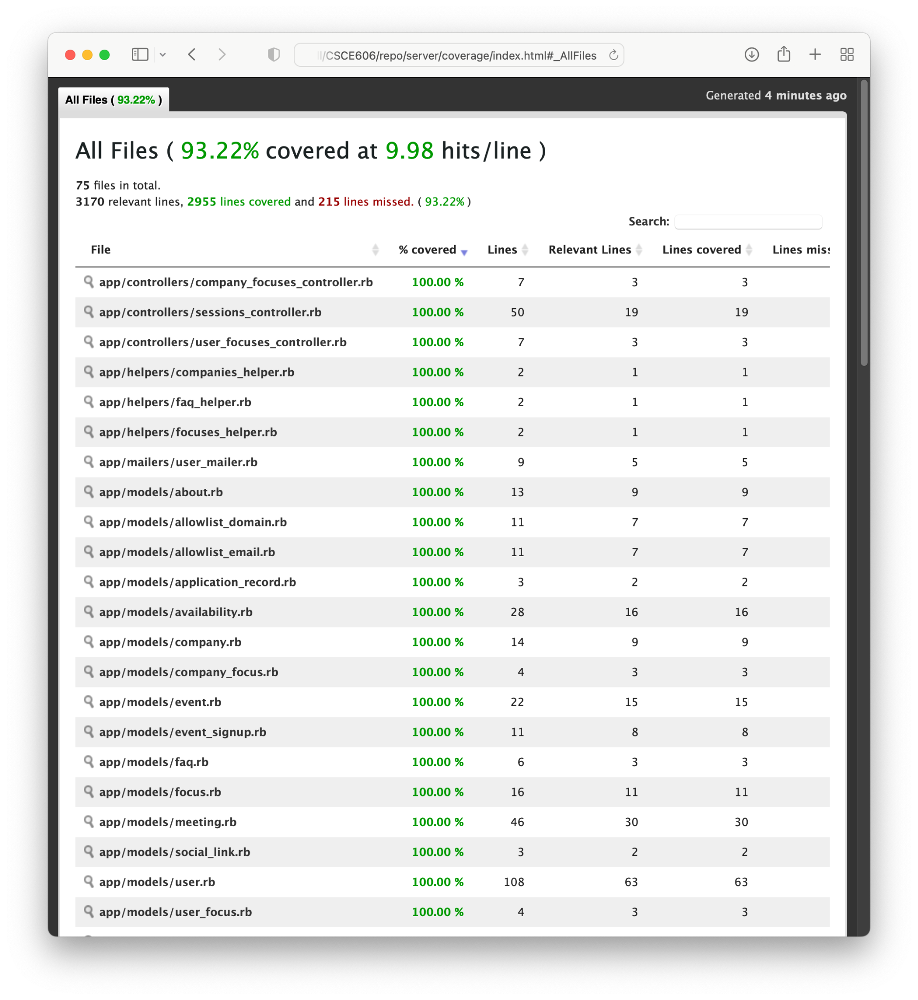 /CSCE606/repo/server/coverage/index.html#_AllFiles
All Files ( 93.22% )
Generated 4 minutes ago
All Files ( 93.22% covered at 9.98 hits/line )
75 files in total.
3170 relevant lines, 2955 lines covered and 215 lines missed. ( 93.22% )
Search:
File % covered Lines Relevant Lines Lines covered Lines miss
app/controllers/company_focuses_controller.rb 100.00 % 7 3 3
app/controllers/sessions_controller.rb 100.00 % 50 19 19
app/controllers/user_focuses_controller.rb 100.00 % 7 3 3
app/helpers/companies_helper.rb 100.00 % 2 1 1
app/helpers/faq_helper.rb 100.00 % 2 1 1
app/helpers/focuses_helper.rb 100.00 % 2 1 1
app/mailers/user_mailer.rb 100.00 % 9 5 5
app/models/about.rb 100.00 % 13 9 9
app/models/allowlist_domain.rb 100.00 % 11 7 7
app/models/allowlist_email.rb 100.00 % 11 7 7
app/models/application_record.rb 100.00 % 3 2 2
app/models/availability.rb 100.00 % 28 16 16
app/models/company.rb 100.00 % 14 9 9
app/models/company_focus.rb 100.00 % 4 3 3
app/models/event.rb 100.00 % 22 15 15
app/models/event_signup.rb 100.00 % 11 8 8
app/models/faq.rb 100.00 % 6 3 3
app/models/focus.rb 100.00 % 16 11 11
app/models/meeting.rb 100.00 % 46 30 30
app/models/social_link.rb 100.00 % 3 2 2
app/models/user.rb 100.00 % 108 63 63
app/models/user_focus.rb 100.00 % 4 3 3